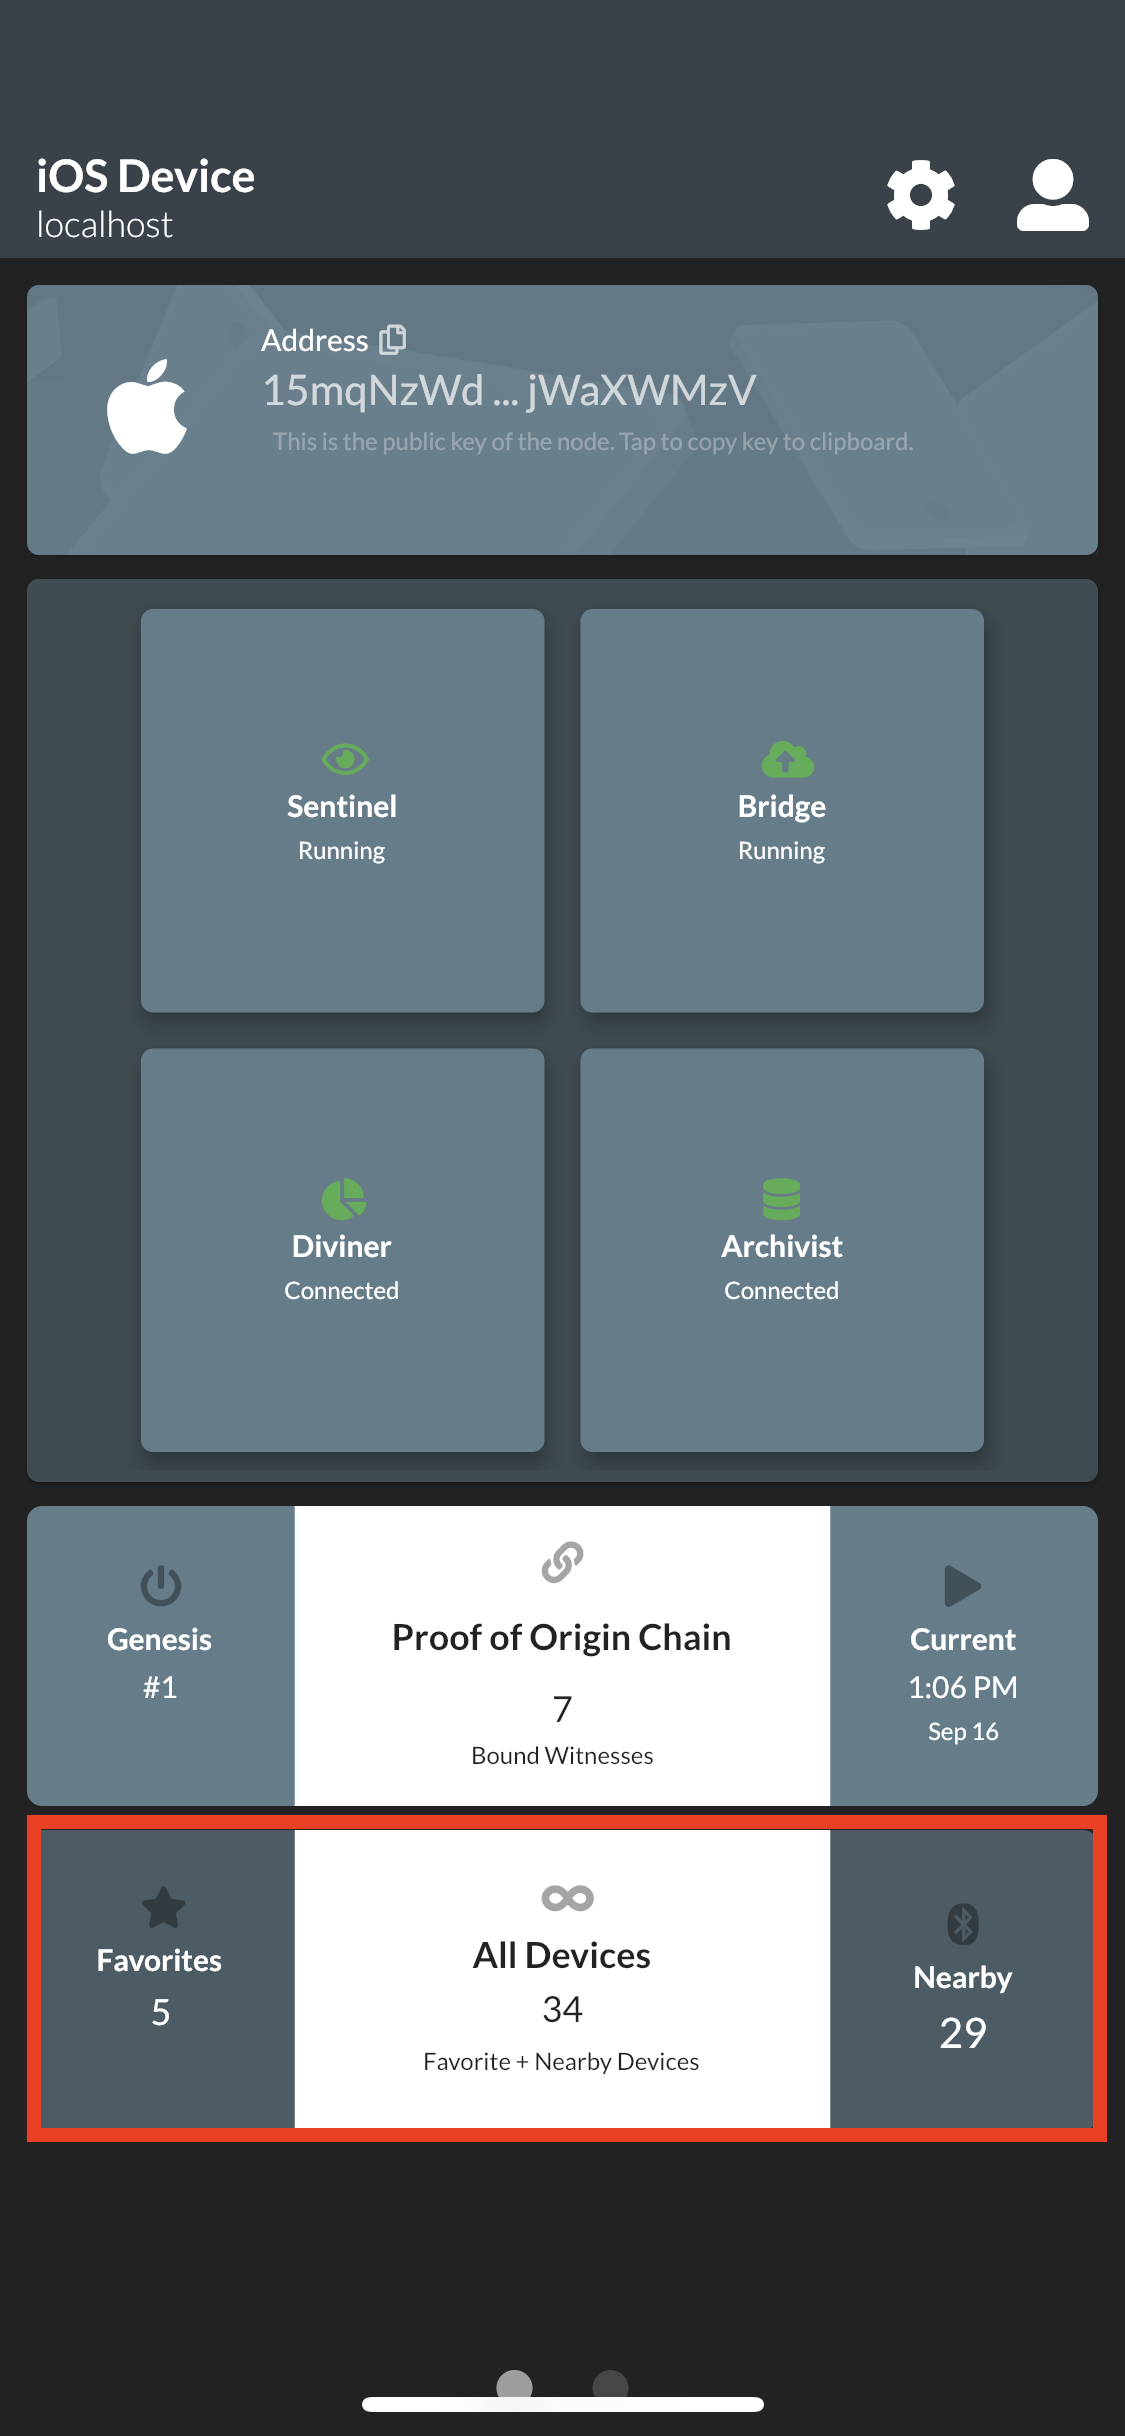 iOS Device
localhost
Address
15mqNzWd ... jWaXWMzV
This is the public key of the node. Tap to copy key to clipboard.
Sentinel
Running
Bridge
Running
Diviner
Connected
Archivist
Connected
Genesis
#1
Proof of Origin Chain
7
Bound Witnesses
Current
1:06 PM
Sep 16
Favorites
5
All Devices
34
Favorite + Nearby Devices
Nearby
29